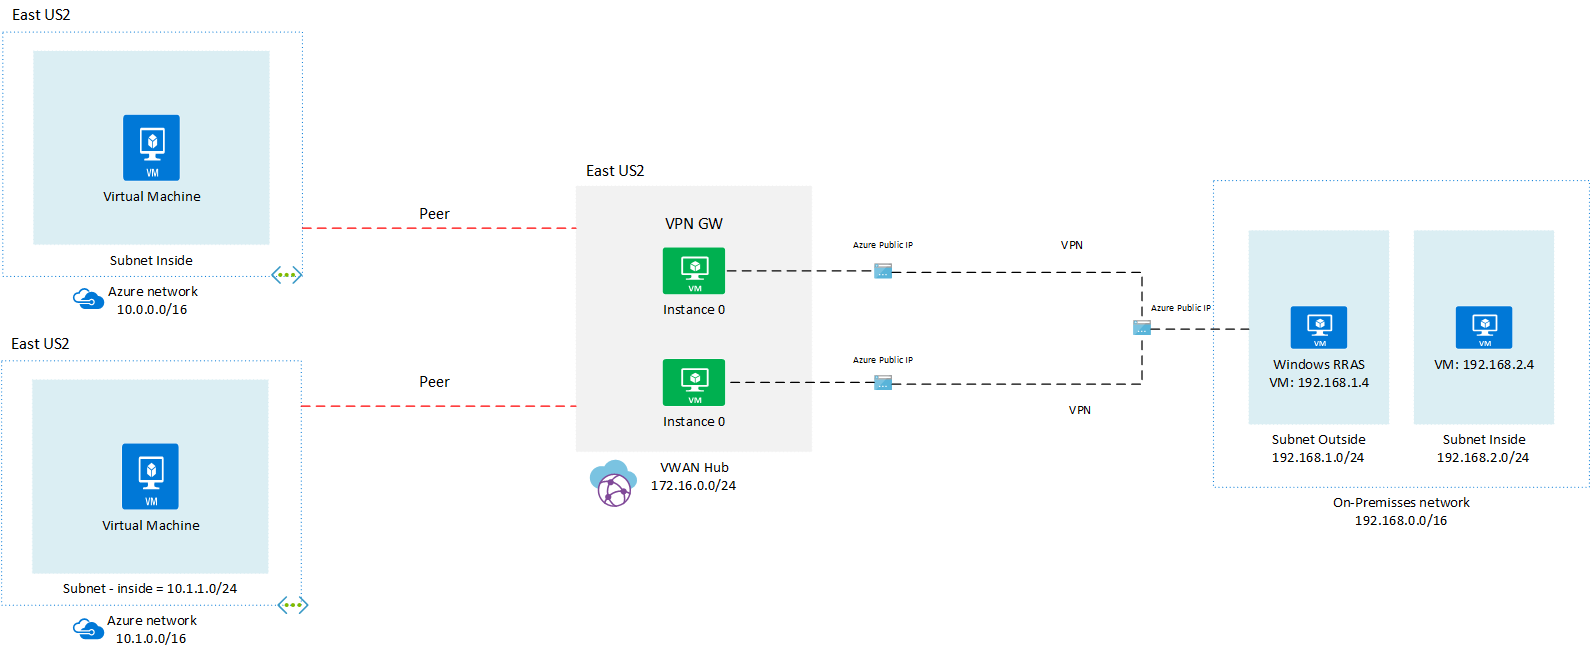 East US2
VM
Virtual Machine
Subnet Inside
Azure network
10.0.0.0/16
East US2
VM
Virtual Machine
Subnet - inside = 10.1.1.0/24
Azure network
10.1.0.0/16
Peer
Peer
East US2
VPN GW
VM
Instance 0
VM
Instance 0
VWAN Hub
172.16.0.0/24
Azure Public IP
VPN
Azure Public IP
VPN
Azure Public IP
VM
Windows RRAS
VM: 192.168.1.4
Subnet Outside
192.168.1.0/24
VM
VM: 192.168.2.4
Subnet Inside
192.168.2.0/24
On-Premisses network
192.168.0.0/16